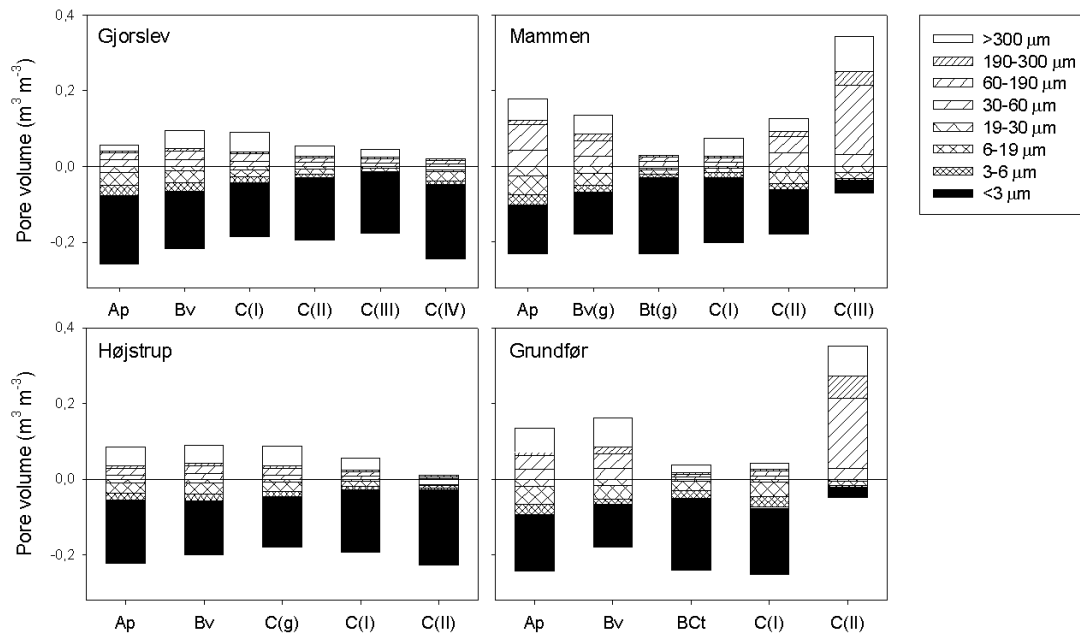 Gjorslev
Mammen
Højstrup
Grundfør
Pore volume (m³ m⁻³)
Pore volume (m³ m⁻³)
0,4
0,2
0,0
-0,2
0,4
0,2
0,0
-0,2
Ap Bv C(I) C(II) C(III) C(IV)
Ap Bv(g) Bt(g) C(I) C(II) C(III)
Ap Bv C(g) C(I) C(II)
Ap Bv BCt C(I) C(II)
>300 μm
190-300 μm
60-190 μm
30-60 μm
19-30 μm
6-19 μm
3-6 μm
<3 μm